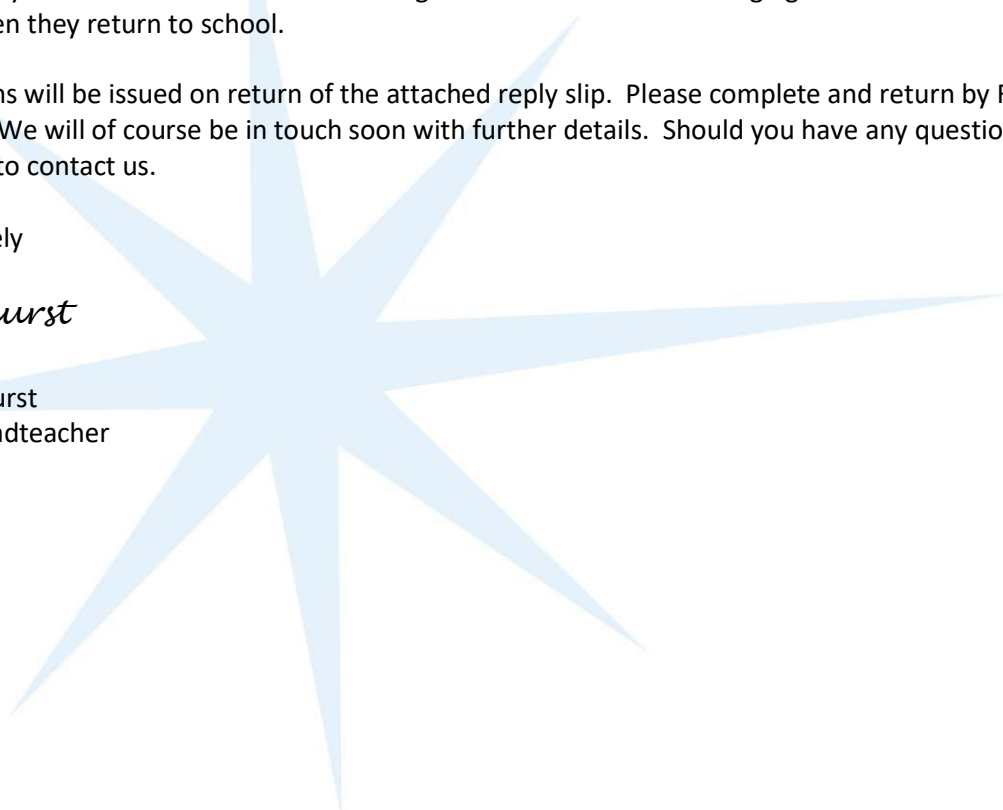 en they return to school.
ns will be issued on return of the attached reply slip. Please complete and return by F
We will of course be in touch soon with further details. Should you have any questio
to contact us.
ely
urst
urst
adteacher